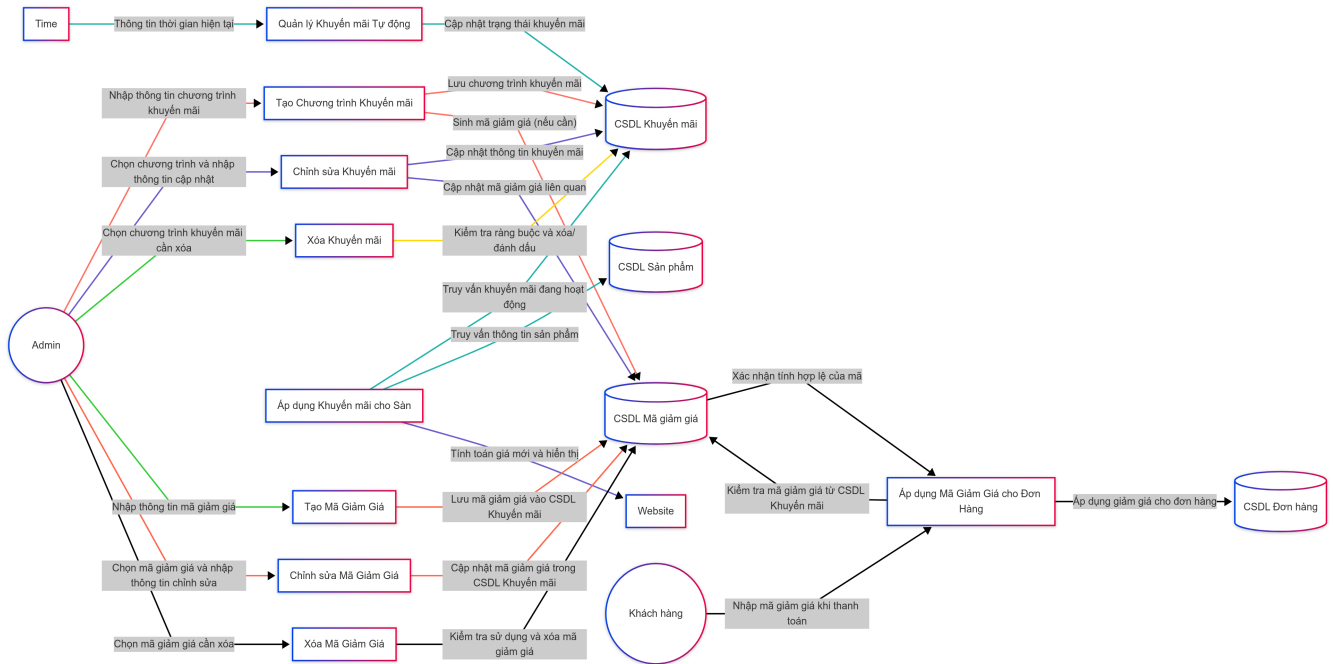 Time
Thông tin thời gian hiện tại
Quản lý Khuyến mãi Tự động
Cập nhật trạng thái khuyến mãi
Nhập thông tin chương trình
khuyến mãi
Tạo Chương trình Khuyến mãi
Lưu chương trình khuyến mãi
Sinh mã giảm giá (nếu cần)
CSDL Khuyến mãi
Chọn chương trình và nhập
thông tin cập nhật
Chỉnh sửa Khuyến mãi
Cập nhật thông tin khuyến mãi
Cập nhật mã giảm giá liên quan
Chọn chương trình khuyến mãi
cần xóa
Xóa Khuyến mãi
Kiểm tra ràng buộc và xóa/
đánh dấu
CSDL Sản phẩm
Truy vấn khuyến mãi đang hoạt
động
Truy vấn thông tin sản phẩm
Admin
Áp dụng Khuyến mãi cho Sàn
CSDL Mã giảm giá
Xác nhận tính hợp lệ của mã
Tính toán giá mới và hiển thị
Website
Nhập thông tin mã giảm giá
Tạo Mã Giảm Giá
Lưu mã giảm giá vào CSDL
Khuyến mãi
Kiểm tra mã giảm giá từ CSDL
Khuyến mãi
Áp dụng Mã Giảm Giá cho Đơn
Hàng
Áp dụng giảm giá cho đơn hàng
CSDL Đơn hàng
Chọn mã giảm giá và nhập
thông tin chỉnh sửa
Chỉnh sửa Mã Giảm Giá
Cập nhật mã giảm giá trong
CSDL Khuyến mãi
Khách hàng
Nhập mã giảm giá khi thanh
toán
Chọn mã giảm giá cần xóa
Xóa Mã Giảm Giá
Kiểm tra sử dụng và xóa mã
giảm giá